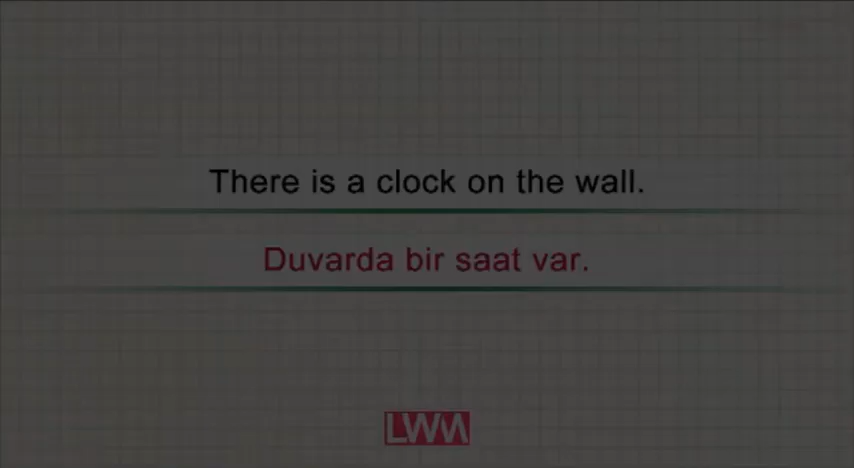 There is a clock on the wall.
Duvarda bir saat var.
LWM